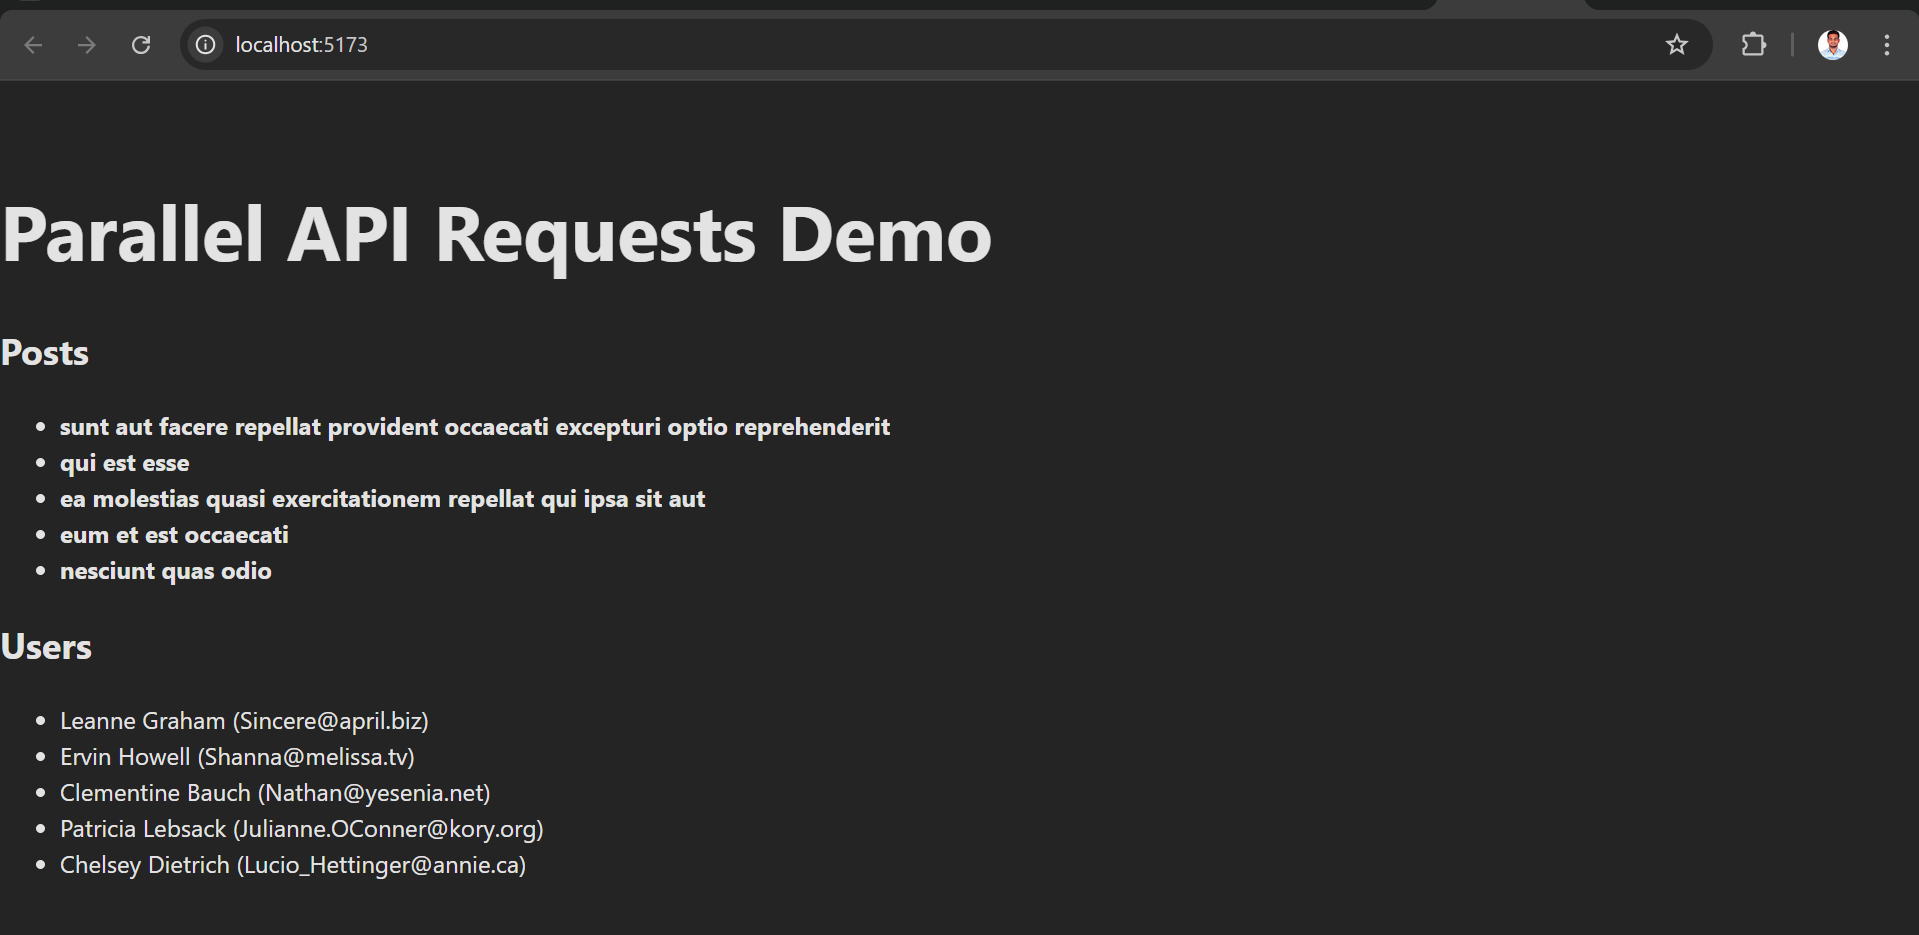 localhost:5173
Parallel API Requests Demo
Posts
sunt aut facere repellat provident occaecati excepturi optio reprehenderit
qui est esse
ea molestias quasi exercitationem repellat qui ipsa sit aut
eum et est occaecati
nesciunt quas odio
Users
Leanne Graham (Sincere@april.biz)
Ervin Howell (Shanna@melissa.tv)
Clementine Bauch (Nathan@yesenia.net)
Patricia Lebsack (Julianne.OConner@kory.org)
Chelsey Dietrich (Lucio_Hettinger@annie.ca)